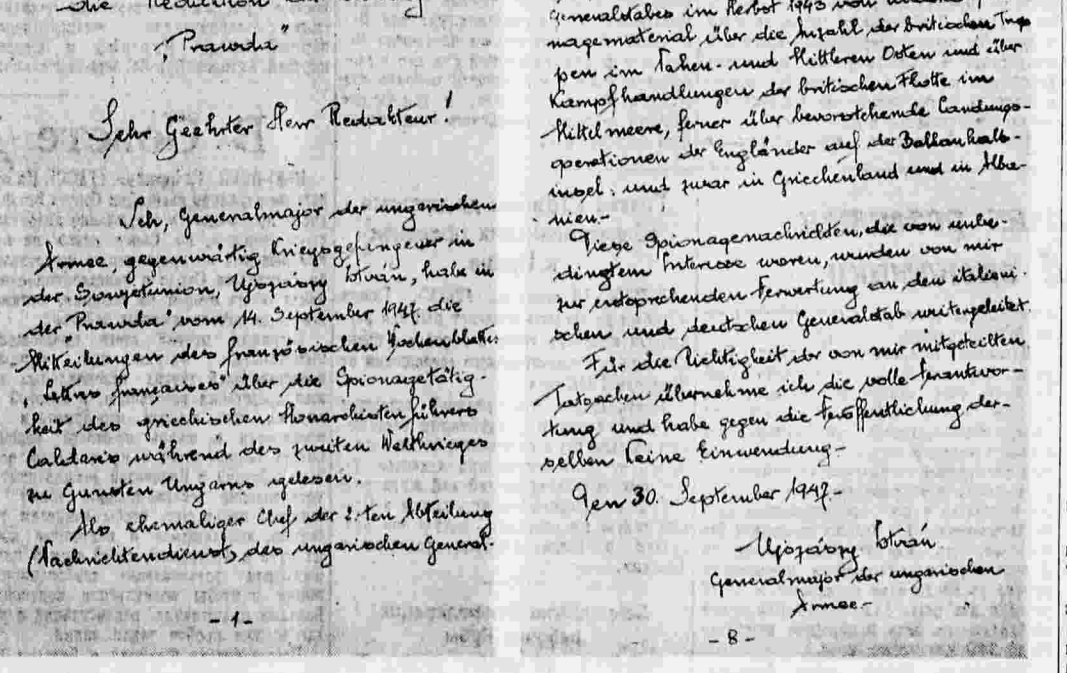 die Redaktion der Zeitung
"Prawda"
Sehr Geehrter Herr Redakteur!
Ich, Generalmajor der ungarischen
Armee, gegenwärtig Kriegsgefangener in
der Sowjetunion, Ujszászy István, habe in
der "Prawda" vom 14. September 1947. die
Mitteilungen des französischen Wochenblattes
"Lettres françaises" über die Spionagetätig-
keit des griechischen Monarchistenführers
Caldaris während des zweiten Weltkrieges
zu Gunsten Ungarns gelesen.
Als ehemaliger Chef der 2.ten Abteilung
(Nachrichtendienst) des ungarischen General-
- 1 -
Generalstabes im Herbst 1943 von
nagematerial über die Anzahl der britischen Trup-
pen im Nahen- und Mittleren Osten und über
Kampfhandlungen der britischen Flotte im
Mittelmeere, ferner über bevorstehende Landungs-
operationen der Engländer auf der Balkanhalb-
insel, und zwar in Griechenland und in Alba-
nien.-
Diese Spionagenachrichten, die von unbe-
dingtem Interesse waren, wurden von mir
zur entsprechenden Verwertung an den italieni-
schen und deutschen Generalstab weitergeleitet.
Für die Richtigkeit der von mir mitgeteilten
Tatsachen übernehme ich die volle Verantwor-
tung und habe gegen die Veröffentlichung der-
selben keine Einwendung.-
Den 30. September 1947.-
Ujszászy István
Generalmajor der ungarischen
Armee.-
- 8 -